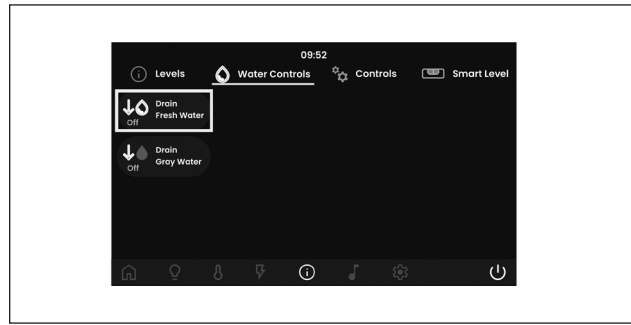 09:52
Levels Water Controls Controls Smart Level
Drain
Fresh Water
Off
Drain
Gray Water
Off